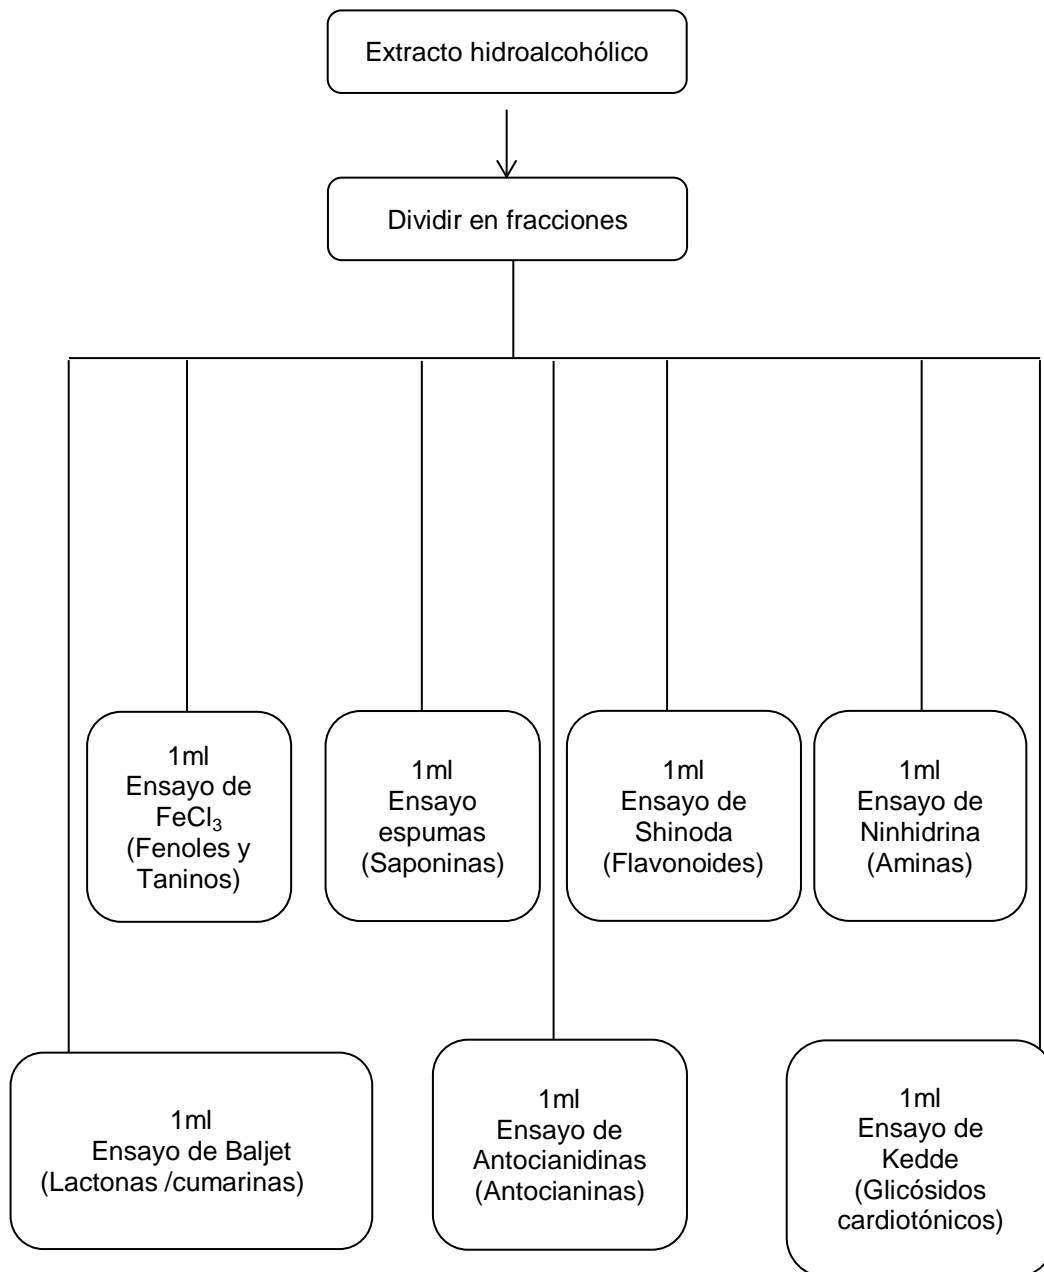 Extracto hidroalcohólico
Dividir en fracciones
1ml
Ensayo de
FeCl₃
(Fenoles y
Taninos)
1ml
Ensayo
espumas
(Saponinas)
1ml
Ensayo de
Shinoda
(Flavonoides)
1ml
Ensayo de
Ninhidrina
(Aminas)
1ml
Ensayo de Baljet
(Lactonas /cumarinas)
1ml
Ensayo de
Antocianidinas
(Antocianinas)
1ml
Ensayo de
Kedde
(Glicósidos
cardiotónicos)